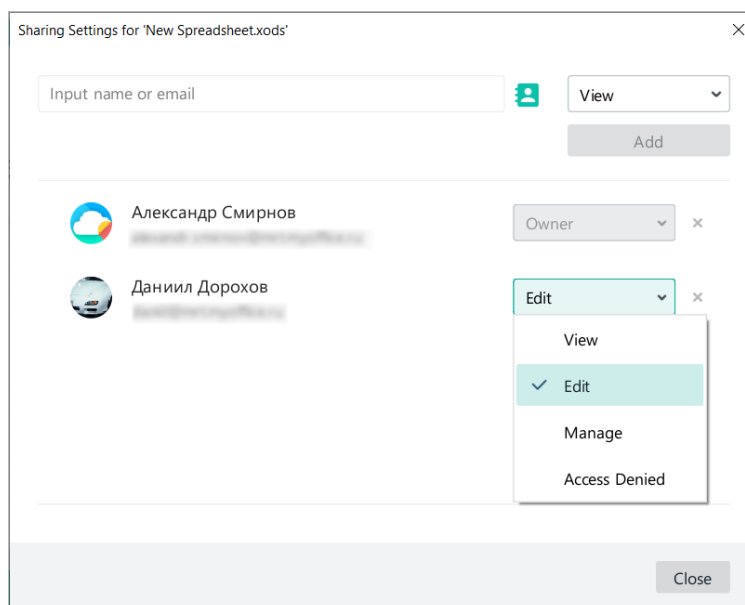 Sharing Settings for 'New Spreadsheet.xods'
Input name or email
View
Add
Александр Смирнов
Owner
Даниил Дорохов
Edit
View
Edit
Manage
Access Denied
Close